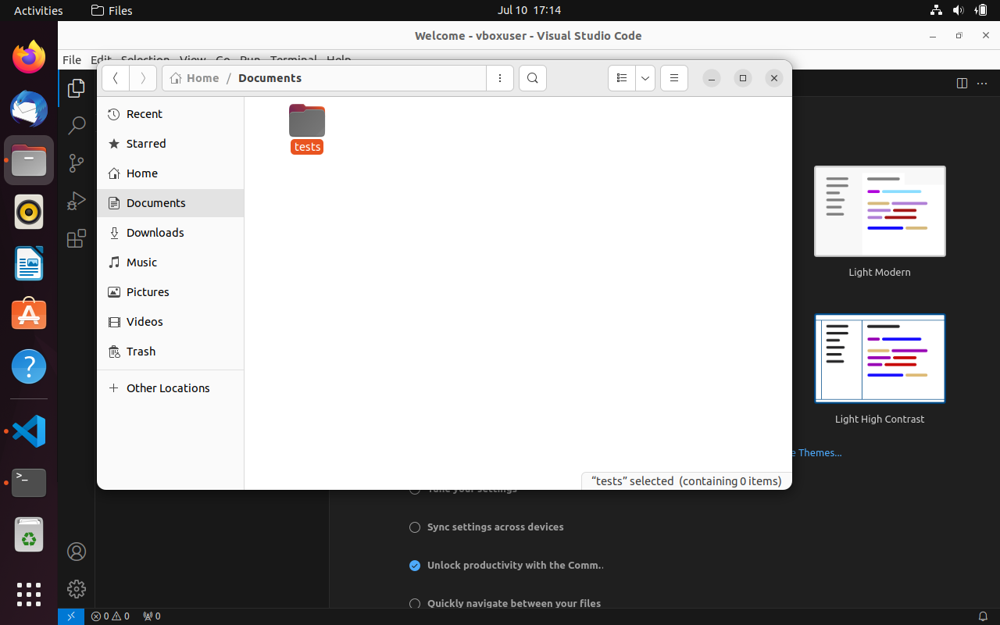 Activities
Files
Jul 10 17:14
Welcome - vboxuser - Visual Studio Code
File Edit Selection View Go Run Terminal Help
Home / Documents
Recent
Starred
Home
Documents
Downloads
Music
Pictures
Videos
Trash
Other Locations
tests
“tests” selected (containing 0 items)
Light Modern
Light High Contrast
Themes...
Tune your settings
Sync settings across devices
Unlock productivity with the Comm..
Quickly navigate between your files
0 0 0